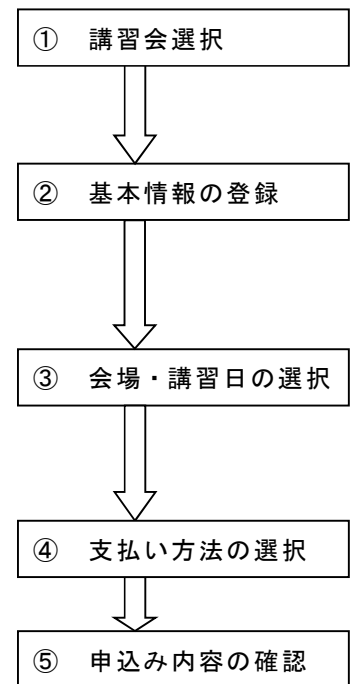 ① 講習会選択
② 基本情報の登録
③ 会場・講習日の選択
④ 支払い方法の選択
⑤ 申込み内容の確認